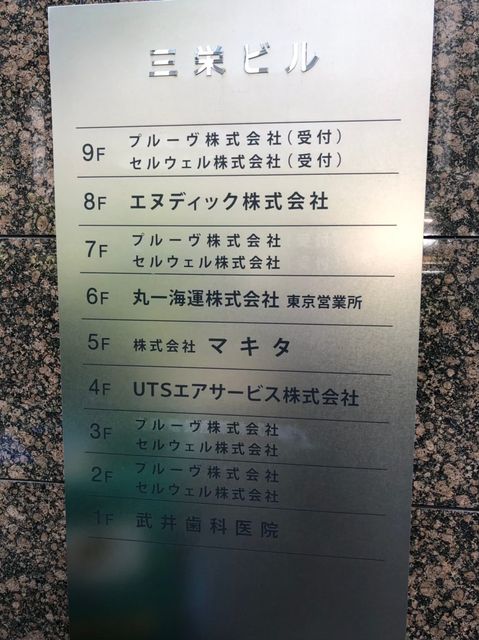 三栄ビル
9F プルーヴ株式会社(受付)
セルウェル株式会社(受付)
8F エヌディック株式会社
7F プルーヴ株式会社
セルウェル株式会社
6F 丸一海運株式会社 東京営業所
5F 株式会社 マキタ
4F UTSエアサービス株式会社
3F プルーヴ株式会社
セルウェル株式会社
2F プルーヴ株式会社
セルウェル株式会社
1F 武井歯科医院